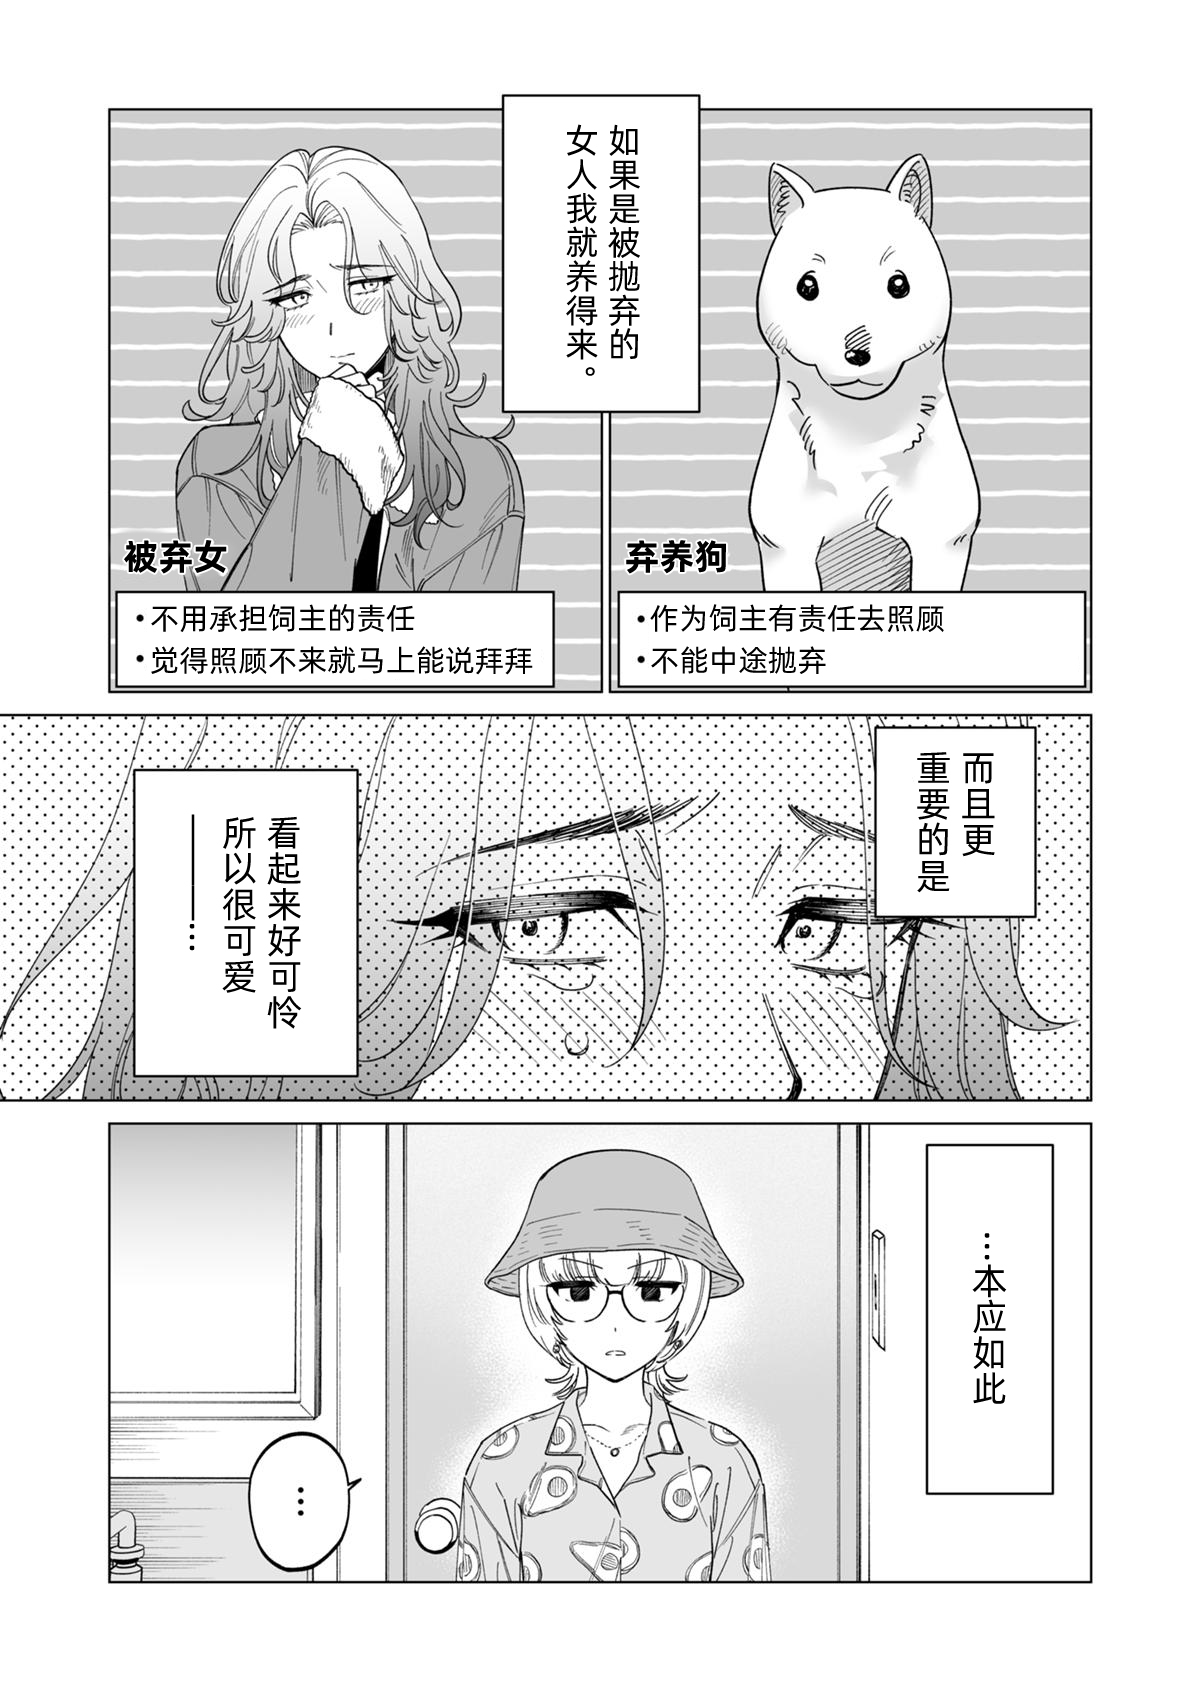 如果是被抛弃的
女人我就养得来。
弃养狗
•作为饲主有责任去照顾
•不能中途抛弃
被弃女
•不用承担饲主的责任
•觉得照顾不来就马上能说拜拜
而且更
重要的是
看起来好可怜
所以很可爱
——…
…本应如此
…